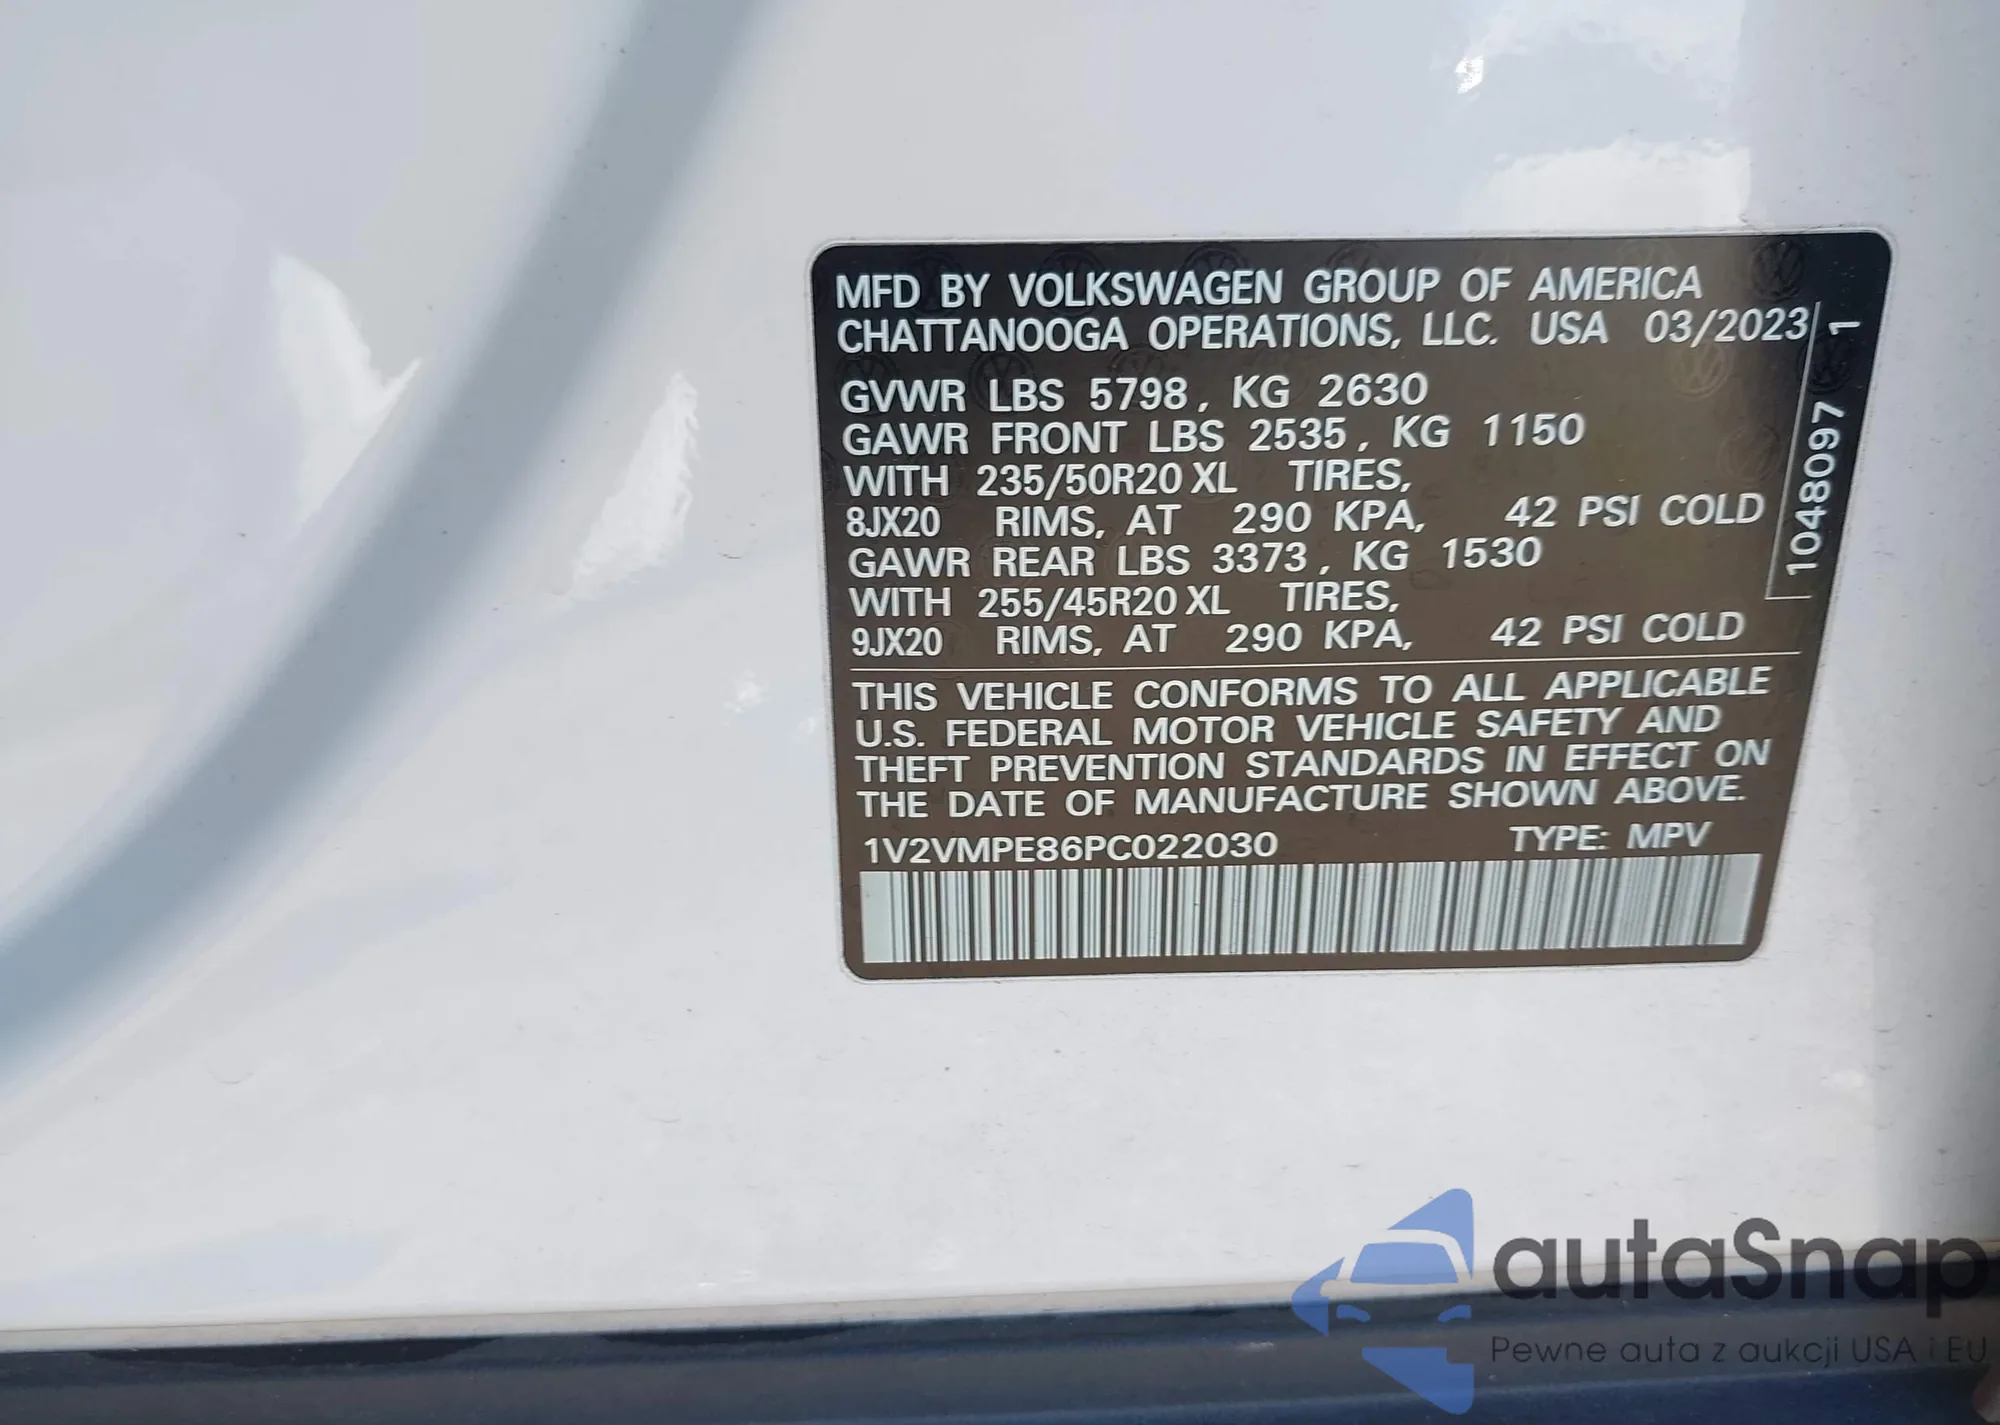 MFD BY VOLKSWAGEN GROUP OF AMERICA
CHATTANOOGA OPERATIONS, LLC. USA 03/2023
GVWR LBS 5798, KG 2630
GAWR FRONT LBS 2535, KG 1150
WITH 235/50R20 XL TIRES,
8JX20 RIMS, AT 290 KPA, 42 PSI COLD
GAWR REAR LBS 3373, KG 1530
WITH 255/45R20 XL TIRES,
9JX20 RIMS, AT 290 KPA, 42 PSI COLD
1048097 1
THIS VEHICLE CONFORMS TO ALL APPLICABLE
U.S. FEDERAL MOTOR VEHICLE SAFETY AND
THEFT PREVENTION STANDARDS IN EFFECT ON
THE DATE OF MANUFACTURE SHOWN ABOVE.
1V2VMPE86PC022030 TYPE: MPV
autaSnap
Pewne auta z aukcji USA i EU